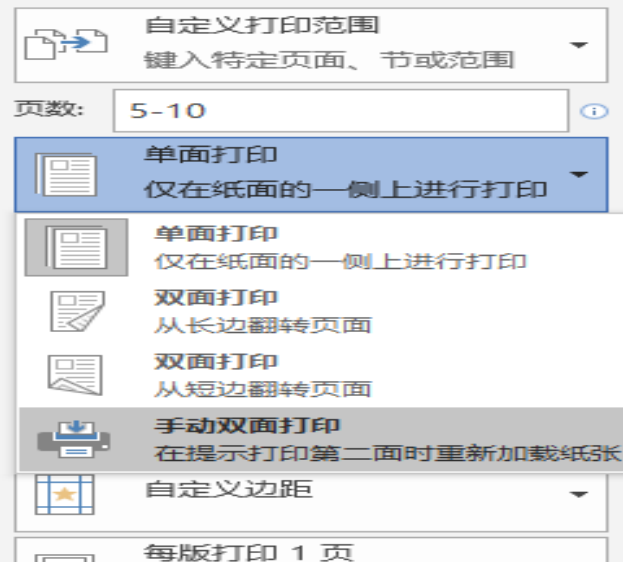 自定义打印范围
键入特定页面、节或范围
页数: 5-10
单面打印
仅在纸面的一侧上进行打印
单面打印
仅在纸面的一侧上进行打印
双面打印
从长边翻转页面
双面打印
从短边翻转页面
手动双面打印
在提示打印第二面时重新加载纸张
自定义边距
每版打印 1 页